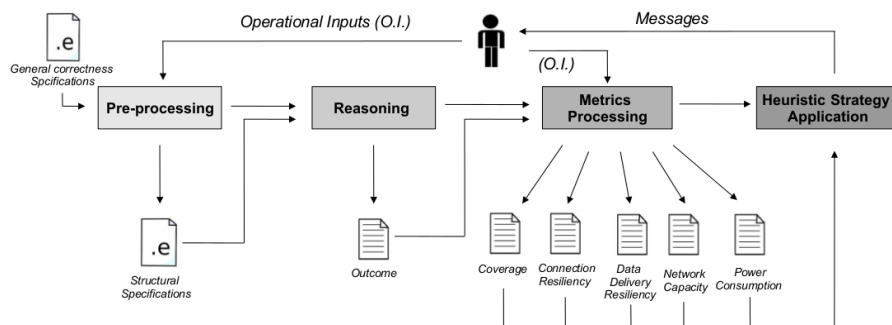 Operational Inputs (O.I.)
Messages
.e
(O.I.)
General correctness
Spcifications
Pre-processing
Reasoning
Metrics
Processing
Heuristic Strategy
Application
.e
Structural
Specifications
Outcome
Coverage
Connection
Resiliency
Data
Delivery
Resiliency
Network
Capacity
Power
Consumption